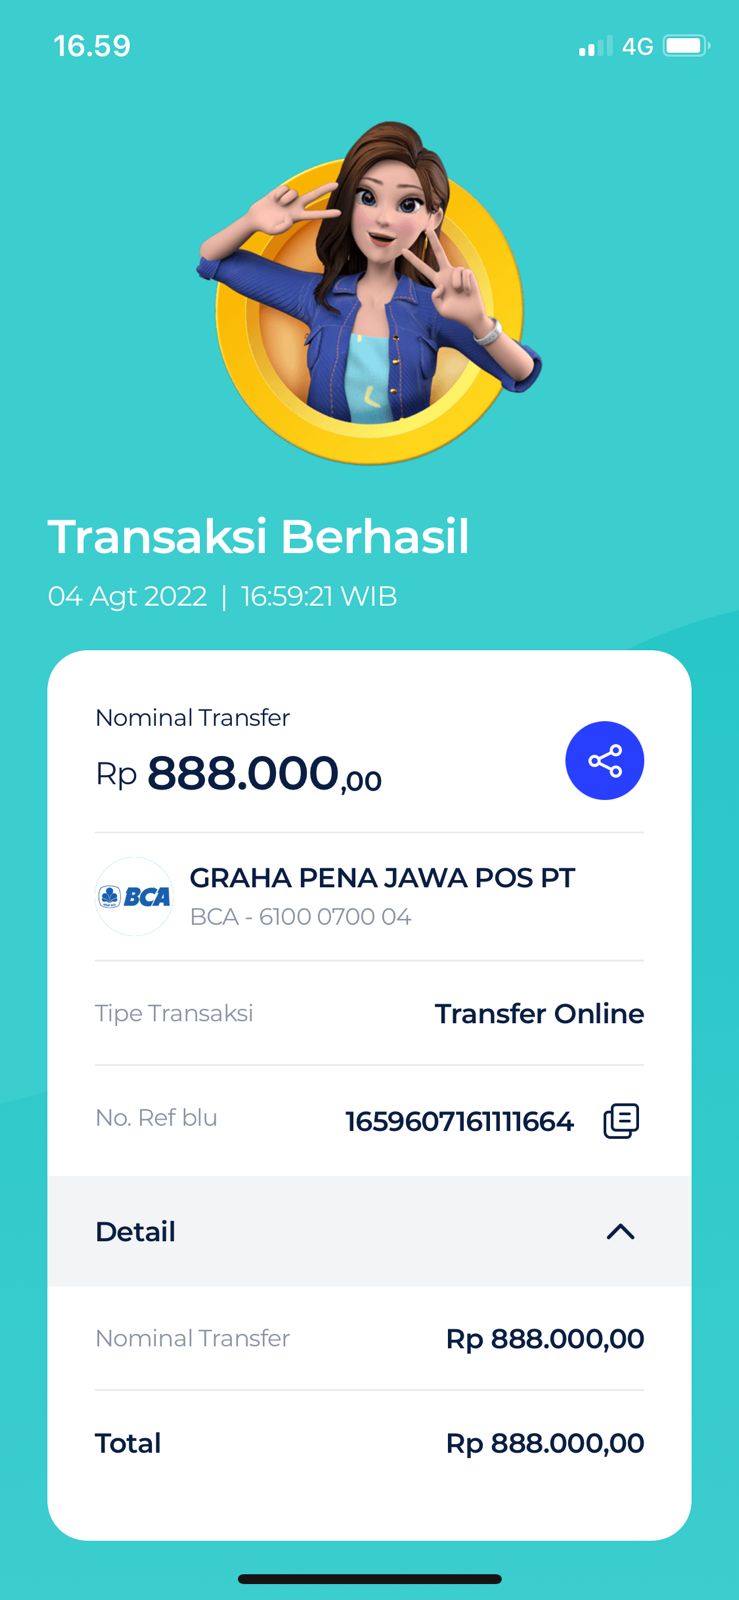 16.59
4G
Transaksi Berhasil
04 Agt 2022 | 16:59:21 WIB
Nominal Transfer
Rp 888.000,00
BCA
GRAHA PENA JAWA POS PT
BCA - 6100 0700 04
Tipe Transaksi Transfer Online
No. Ref blu 1659607161111664
Detail
Nominal Transfer Rp 888.000,00
Total Rp 888.000,00